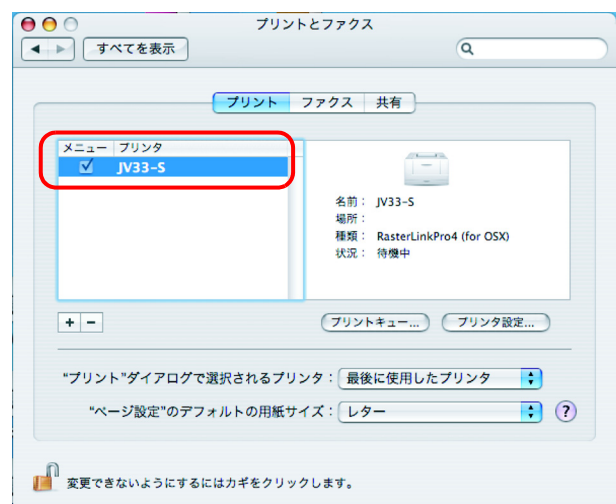 プリントとファクス
すべてを表示
プリント ファクス 共有
メニュー プリンタ
JV33-S
名前： JV33-S
場所：
種類： RasterLinkPro4 (for OSX)
状況： 待機中
+ −
プリントキュー... プリンタ設定...
“プリント”ダイアログで選択されるプリンタ： 最後に使用したプリンタ
“ページ設定”のデフォルトの用紙サイズ： レター ?
変更できないようにするにはカギをクリックします。